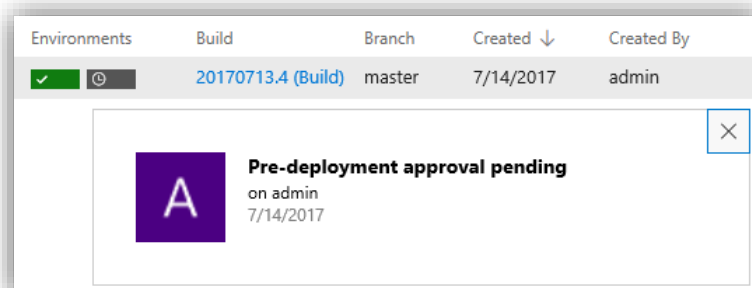 Environments Build Branch Created ↓ Created By
20170713.4 (Build) master 7/14/2017 admin
A
Pre-deployment approval pending
on admin
7/14/2017